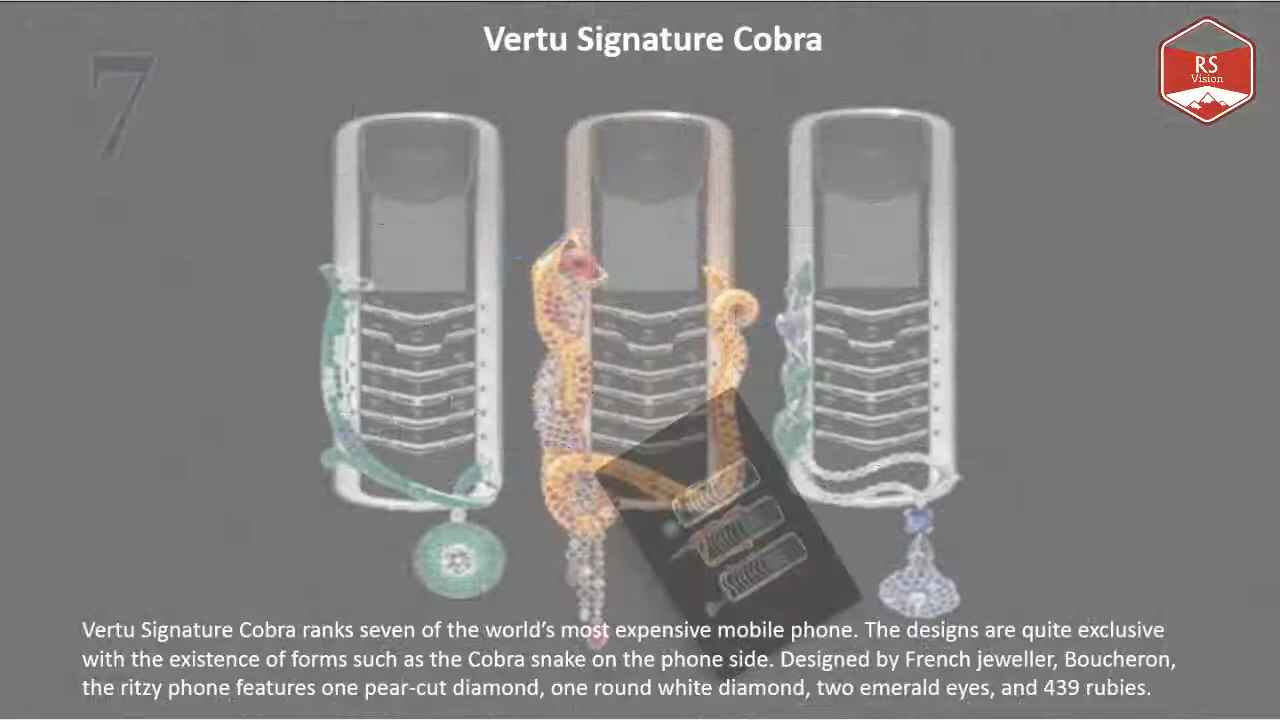 Vertu Signature Cobra
7
RS
Vision
Vertu Signature Cobra ranks seven of the world's most expensive mobile phone. The designs are quite exclusive
with the existence of forms such as the Cobra snake on the phone side. Designed by French jeweller, Boucheron,
the ritzy phone features one pear-cut diamond, one round white diamond, two emerald eyes, and 439 rubies.